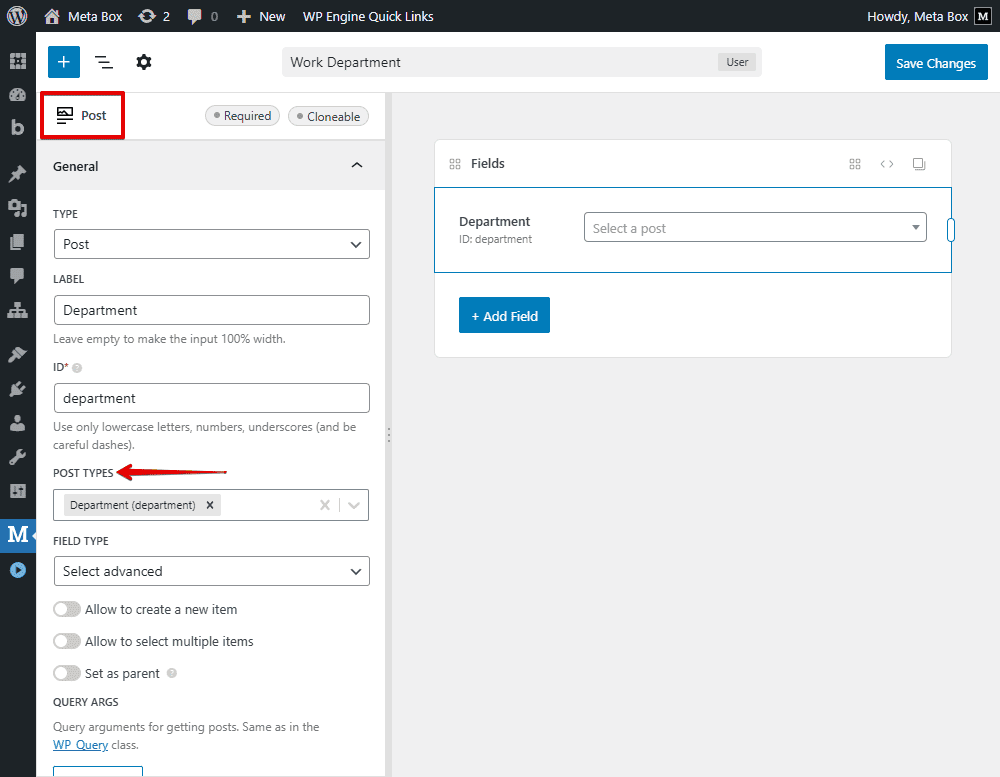 Meta Box 2 0 New WP Engine Quick Links Howdy, Meta Box M
+ Work Department User Save Changes
Post Required Cloneable
General
TYPE
Post
LABEL
Department
Leave empty to make the input 100% width.
ID* ?
department
Use only lowercase letters, numbers, underscores (and be
careful dashes).
POST TYPES
Department (department)
FIELD TYPE
Select advanced
Allow to create a new item
Allow to select multiple items
Set as parent ?
QUERY ARGS
Query arguments for getting posts. Same as in the
WP_Query class.
Fields
Department
ID: department
Select a post
+ Add Field
b
M